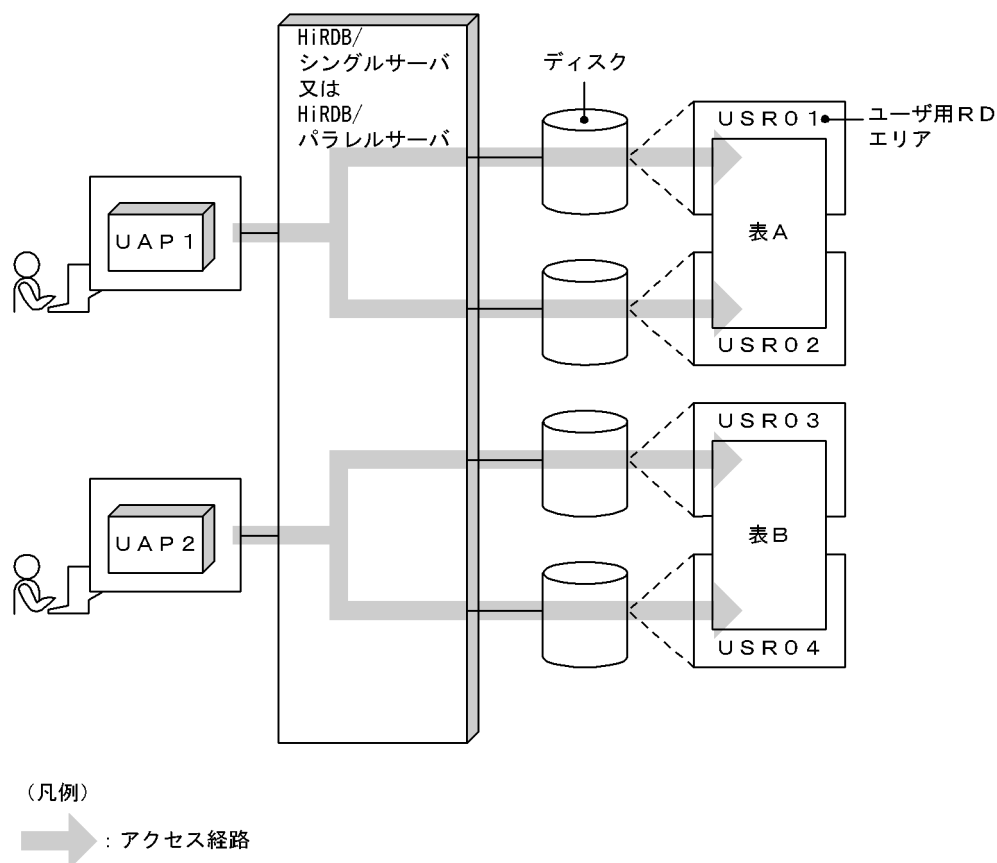 HiRDB/
シングルサーバ
又は
HiRDB/
パラレルサーバ
ディスク
USR01
ユーザ用RD
エリア
UAP1
表A
USR02
USR03
UAP2
表B
USR04
(凡例)
:アクセス経路